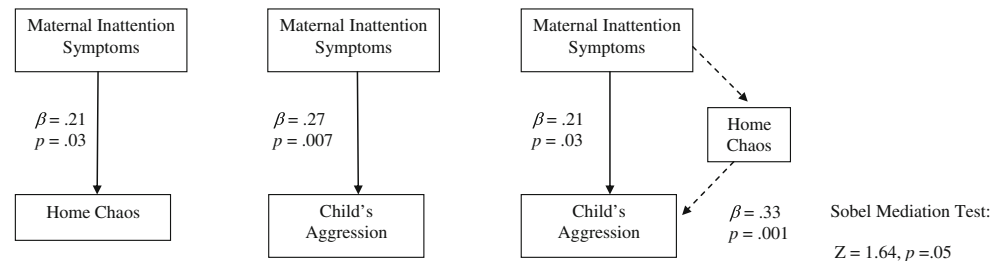 Maternal Inattention
Symptoms
β = .21
p = .03
Home Chaos
Maternal Inattention
Symptoms
β = .27
p = .007
Child's
Aggression
Maternal Inattention
Symptoms
β = .21
p = .03
Home
Chaos
Child's
Aggression
β = .33
p = .001
Sobel Mediation Test:
Z = 1.64, p =.05